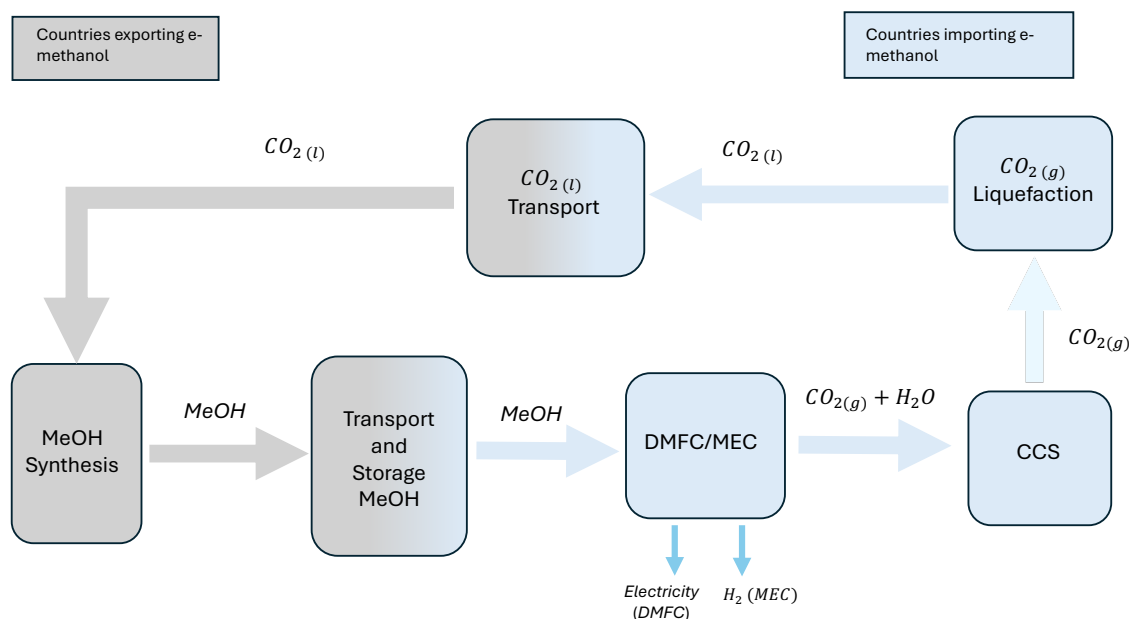 Countries exporting e-
methanol
Countries importing e-
methanol
CO₂ (l)
CO₂ (l)
Transport
CO₂ (l)
CO₂ (g)
Liquefaction
CO₂(g)
MeOH
Synthesis
MeOH
Transport
and
Storage
MeOH
MeOH
DMFC/MEC
CO₂(g) + H₂O
CCS
Electricity
(DMFC)
H₂ (MEC)